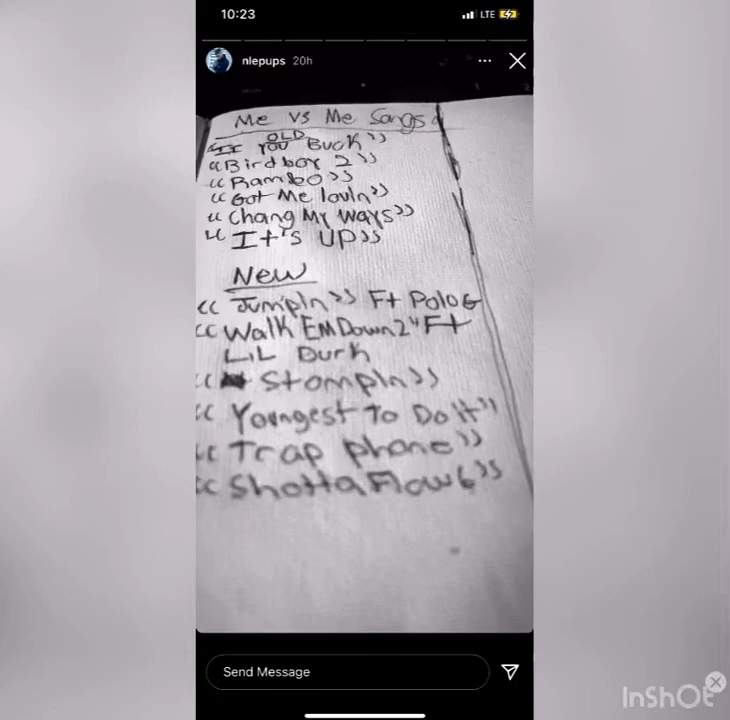 10:23
LTE
nlepups 20h
Me vs Me Songs
OLD
"If You Buck"
"Birdboy 2"
"Rambo"
"Got Me lovin"
"Chang My Ways"
"It's Up"
New
"Jumpin" Ft Polo G
"Walk Em Down 2" Ft
LiL Durk
"Stompin"
"Youngest To Do it"
"Trap phone"
"Shotta Flow 6"
Send Message
InShOt